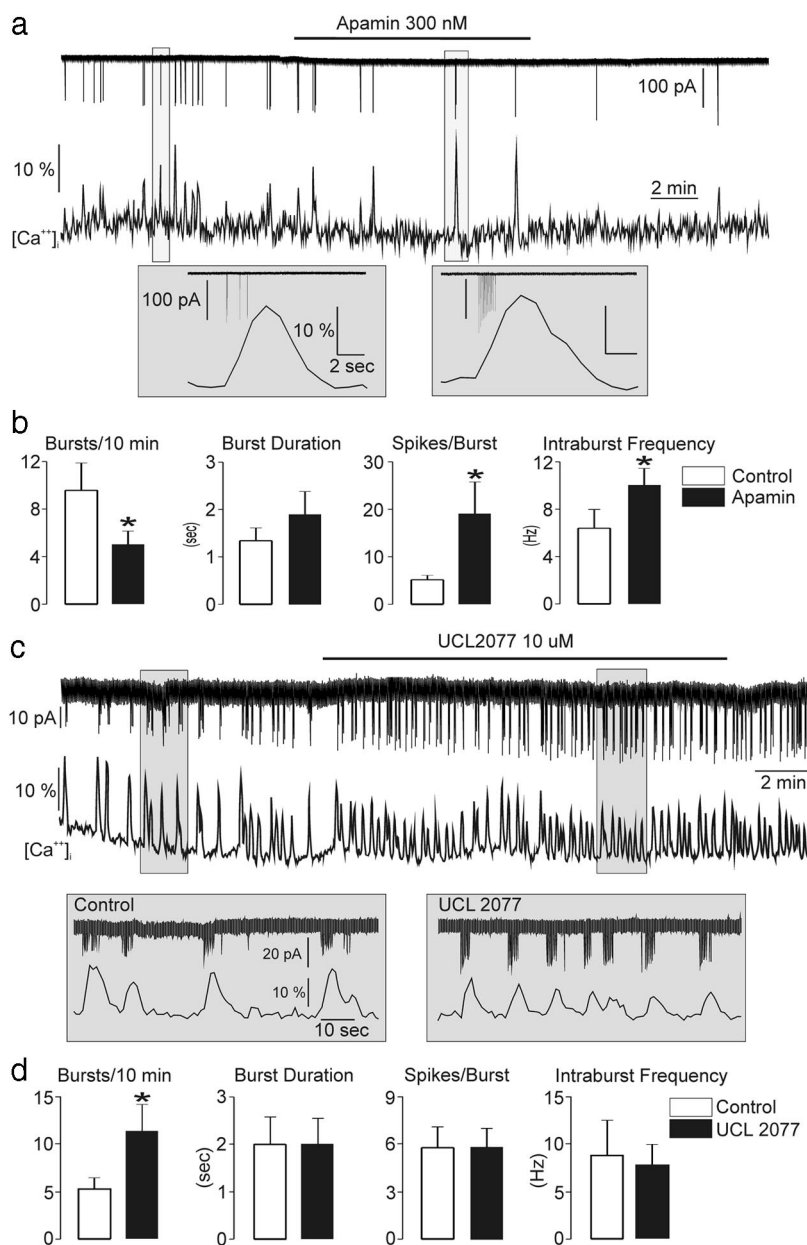 a
Apamin 300 nM
100 pA
10 %
2 min
[Ca⁺⁺]i
100 pA
10 %
2 sec
b
Bursts/10 min
Burst Duration
Spikes/Burst
Intraburst Frequency
12
8
4
0
*
(sec)
3
2
1
0
30
20
10
0
*
(Hz)
12
8
4
0
*
Control
Apamin
c
UCL2077 10 uM
10 pA
10 %
2 min
[Ca⁺⁺]i
Control
20 pA
10 %
10 sec
UCL 2077
d
Bursts/10 min
Burst Duration
Spikes/Burst
Intraburst Frequency
15
10
5
0
*
(sec)
3
2
1
0
9
6
3
0
(Hz)
15
10
5
0
Control
UCL 2077